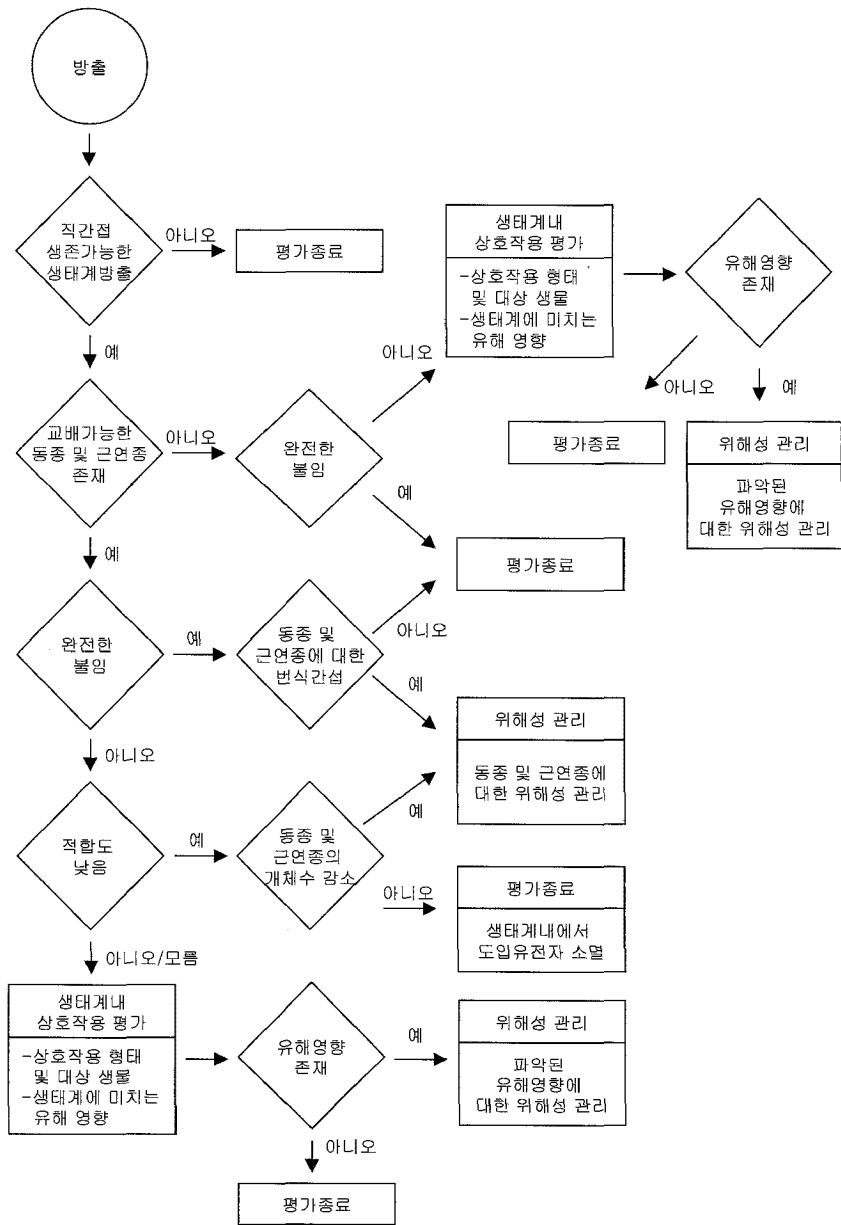 방출
직간접
생존가능한
생태계방출
아니오
평가종료
예
생태계내
상호작용 평가
-상호작용 형태
및 대상 생물
-생태계에 미치는
유해 영향
유해영향
존재
아니오
평가종료
예
위해성 관리
파악된
유해영향에
대한 위해성 관리
교배가능한
동종 및 근연종
존재
아니오
완전한
불임
아니오
예
평가종료
예
완전한
불임
예
동종 및
근연종에 대한
번식간섭
아니오
예
위해성 관리
동종 및 근연종에
대한 위해성 관리
아니오
적합도
낮음
예
동종 및
근연종의
개체수 감소
예
아니오
평가종료
생태계내에서
도입유전자 소멸
아니오/모름
생태계내
상호작용 평가
-상호작용 형태
및 대상 생물
-생태계에 미치는
유해 영향
유해영향
존재
예
위해성 관리
파악된
유해영향에
대한 위해성 관리
아니오
평가종료